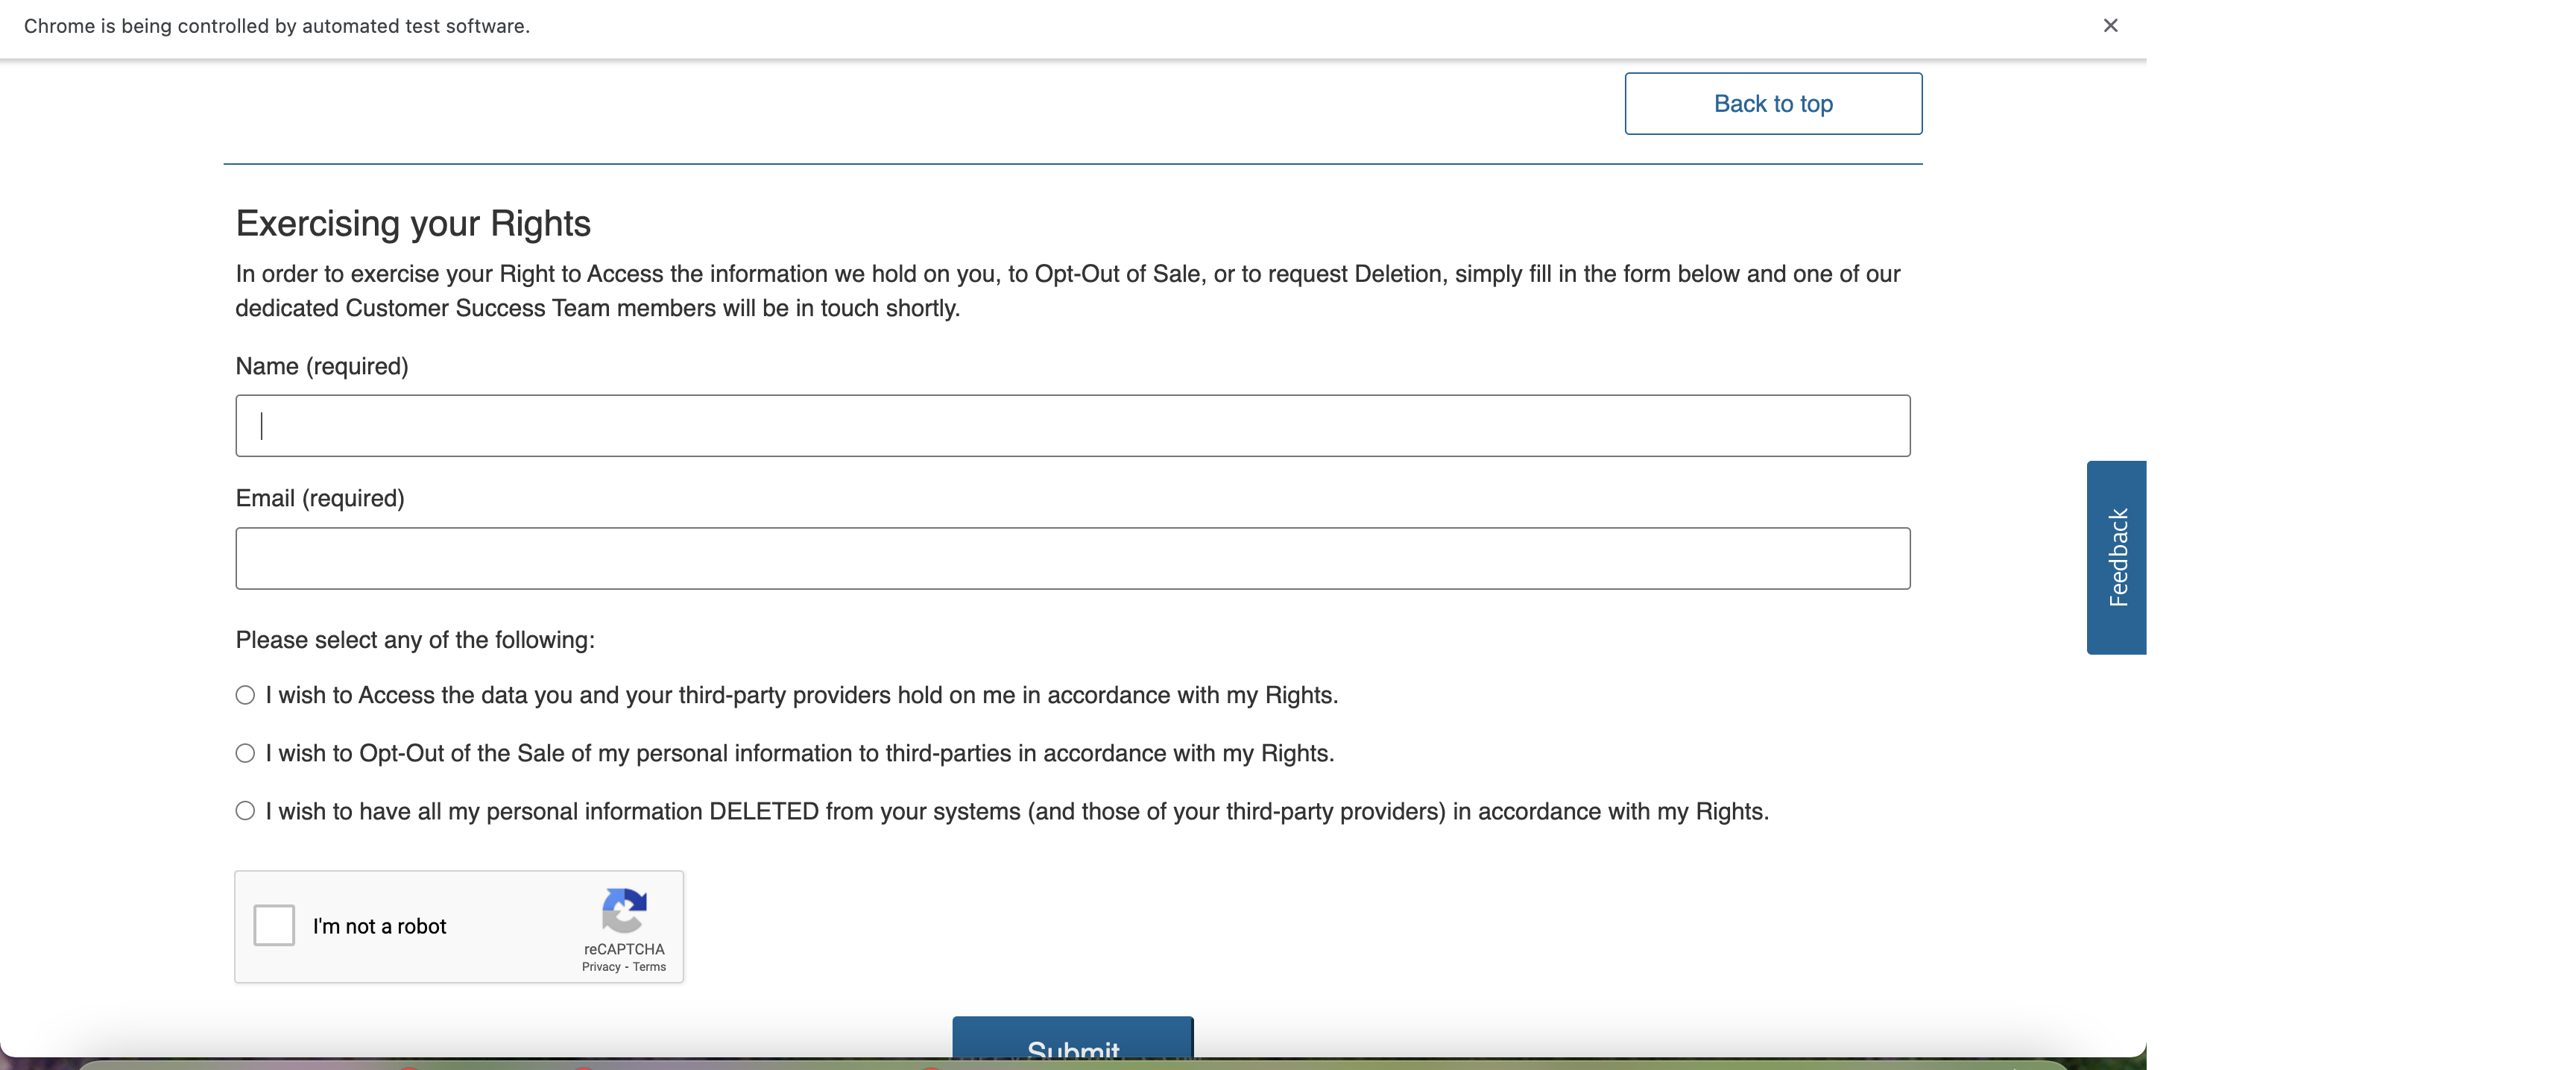 Chrome is being controlled by automated test software.
Back to top
Exercising your Rights
In order to exercise your Right to Access the information we hold on you, to Opt-Out of Sale, or to request Deletion, simply fill in the form below and one of our
dedicated Customer Success Team members will be in touch shortly.
Name (required)
Email (required)
Feedback
Please select any of the following:
I wish to Access the data you and your third-party providers hold on me in accordance with my Rights.
I wish to Opt-Out of the Sale of my personal information to third-parties in accordance with my Rights.
I wish to have all my personal information DELETED from your systems (and those of your third-party providers) in accordance with my Rights.
I'm not a robot
reCAPTCHA
Privacy - Terms
Submit